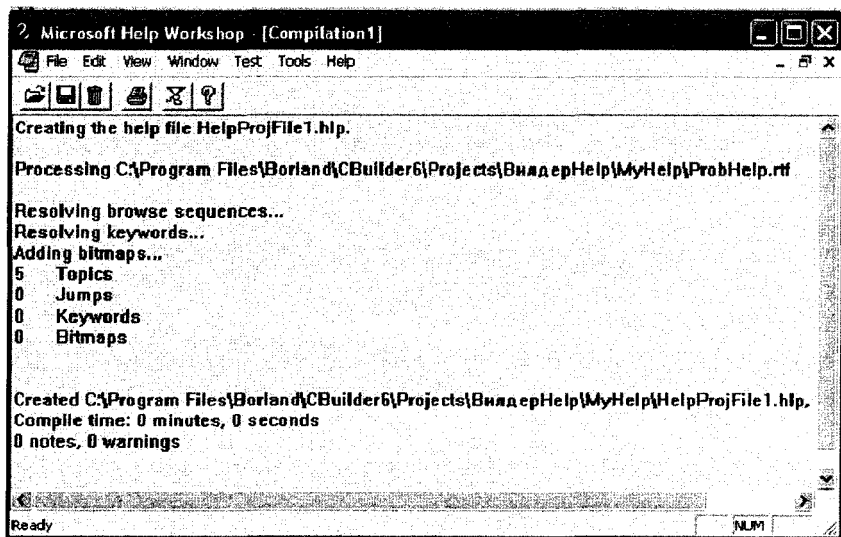 Microsoft Help Workshop - [Compilation1]
File Edit View Window Test Tools Help
Creating the help file HelpProjFile1.hlp.
Processing C:\Program Files\Borland\CBuilder6\Projects\ВилдерHelp\MyHelp\ProbHelp.rtf
Resolving browse sequences...
Resolving keywords...
Adding bitmaps...
5 Topics
0 Jumps
0 Keywords
0 Bitmaps
Created C:\Program Files\Borland\CBuilder6\Projects\ВилдерHelp\MyHelp\HelpProjFile1.hlp,
Compile time: 0 minutes, 0 seconds
0 notes, 0 warnings
Ready NUM